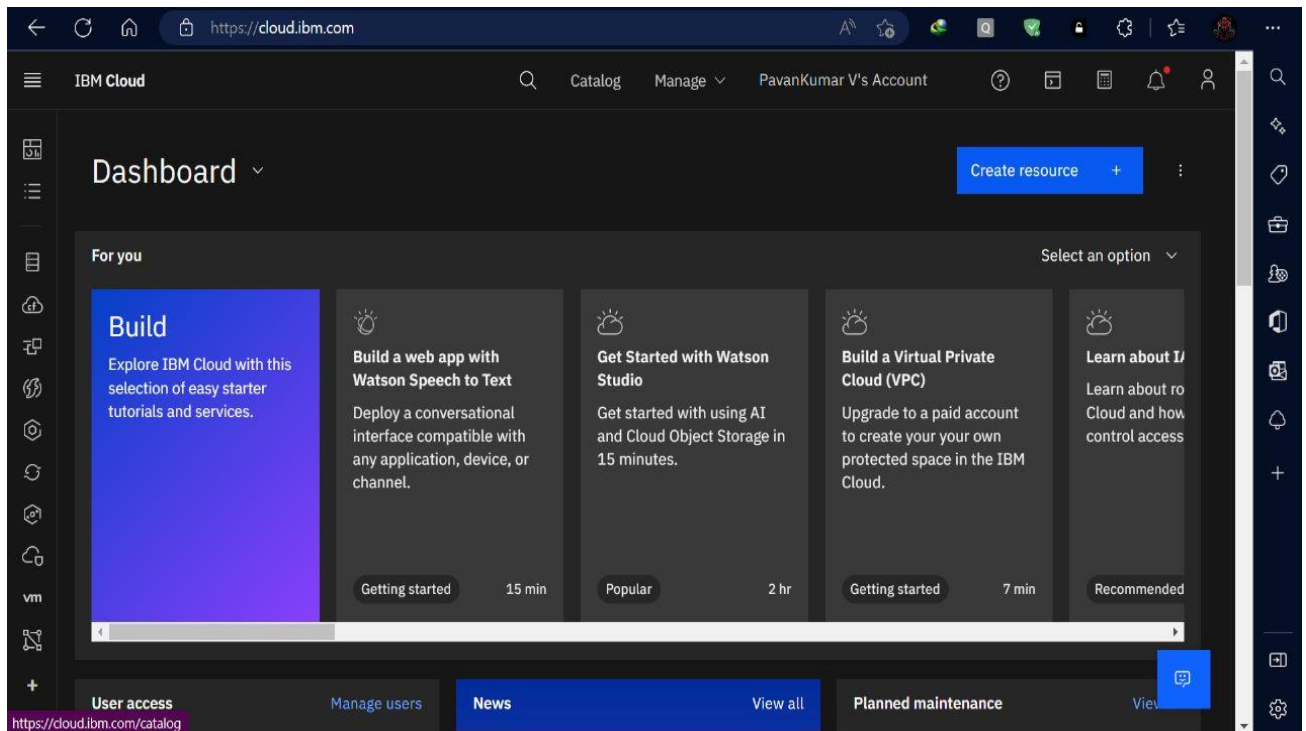 https://cloud.ibm.com
IBM Cloud
Catalog
Manage
PavanKumar V's Account
Dashboard
Create resource +
For you
Select an option
Build
Explore IBM Cloud with this
selection of easy starter
tutorials and services.
Build a web app with
Watson Speech to Text
Deploy a conversational
interface compatible with
any application, device, or
channel.
Getting started
15 min
Get Started with Watson
Studio
Get started with using AI
and Cloud Object Storage in
15 minutes.
Popular
2 hr
Build a Virtual Private
Cloud (VPC)
Upgrade to a paid account
to create your your own
protected space in the IBM
Cloud.
Getting started
7 min
Learn about
Learn about ro
Cloud and how
control access
Recommended
vm
User access
Manage users
News
View all
Planned maintenance
https://cloud.ibm.com/catalog